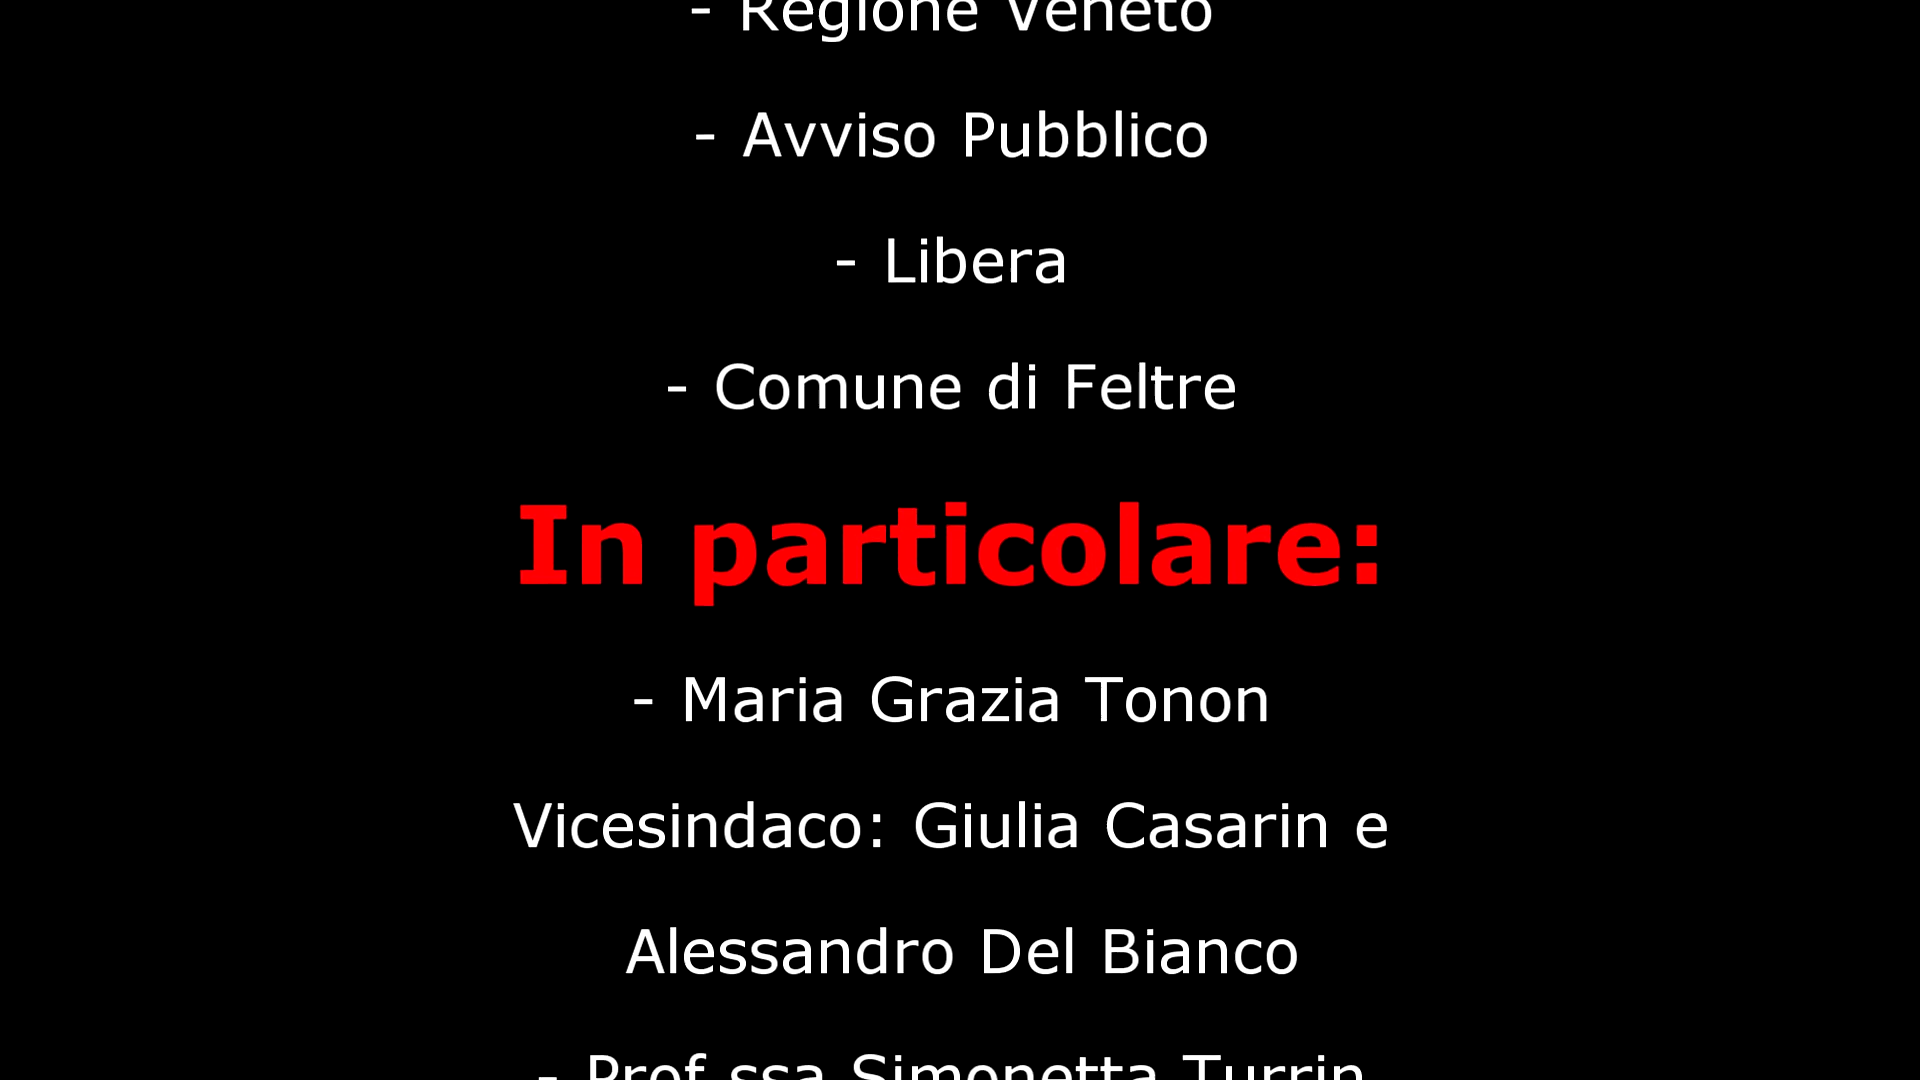 - Regione Veneto
- Avviso Pubblico
- Libera
- Comune di Feltre
In particolare:
- Maria Grazia Tonon
Vicesindaco: Giulia Casarin e
Alessandro Del Bianco
- Prof.ssa Simonetta Turrin